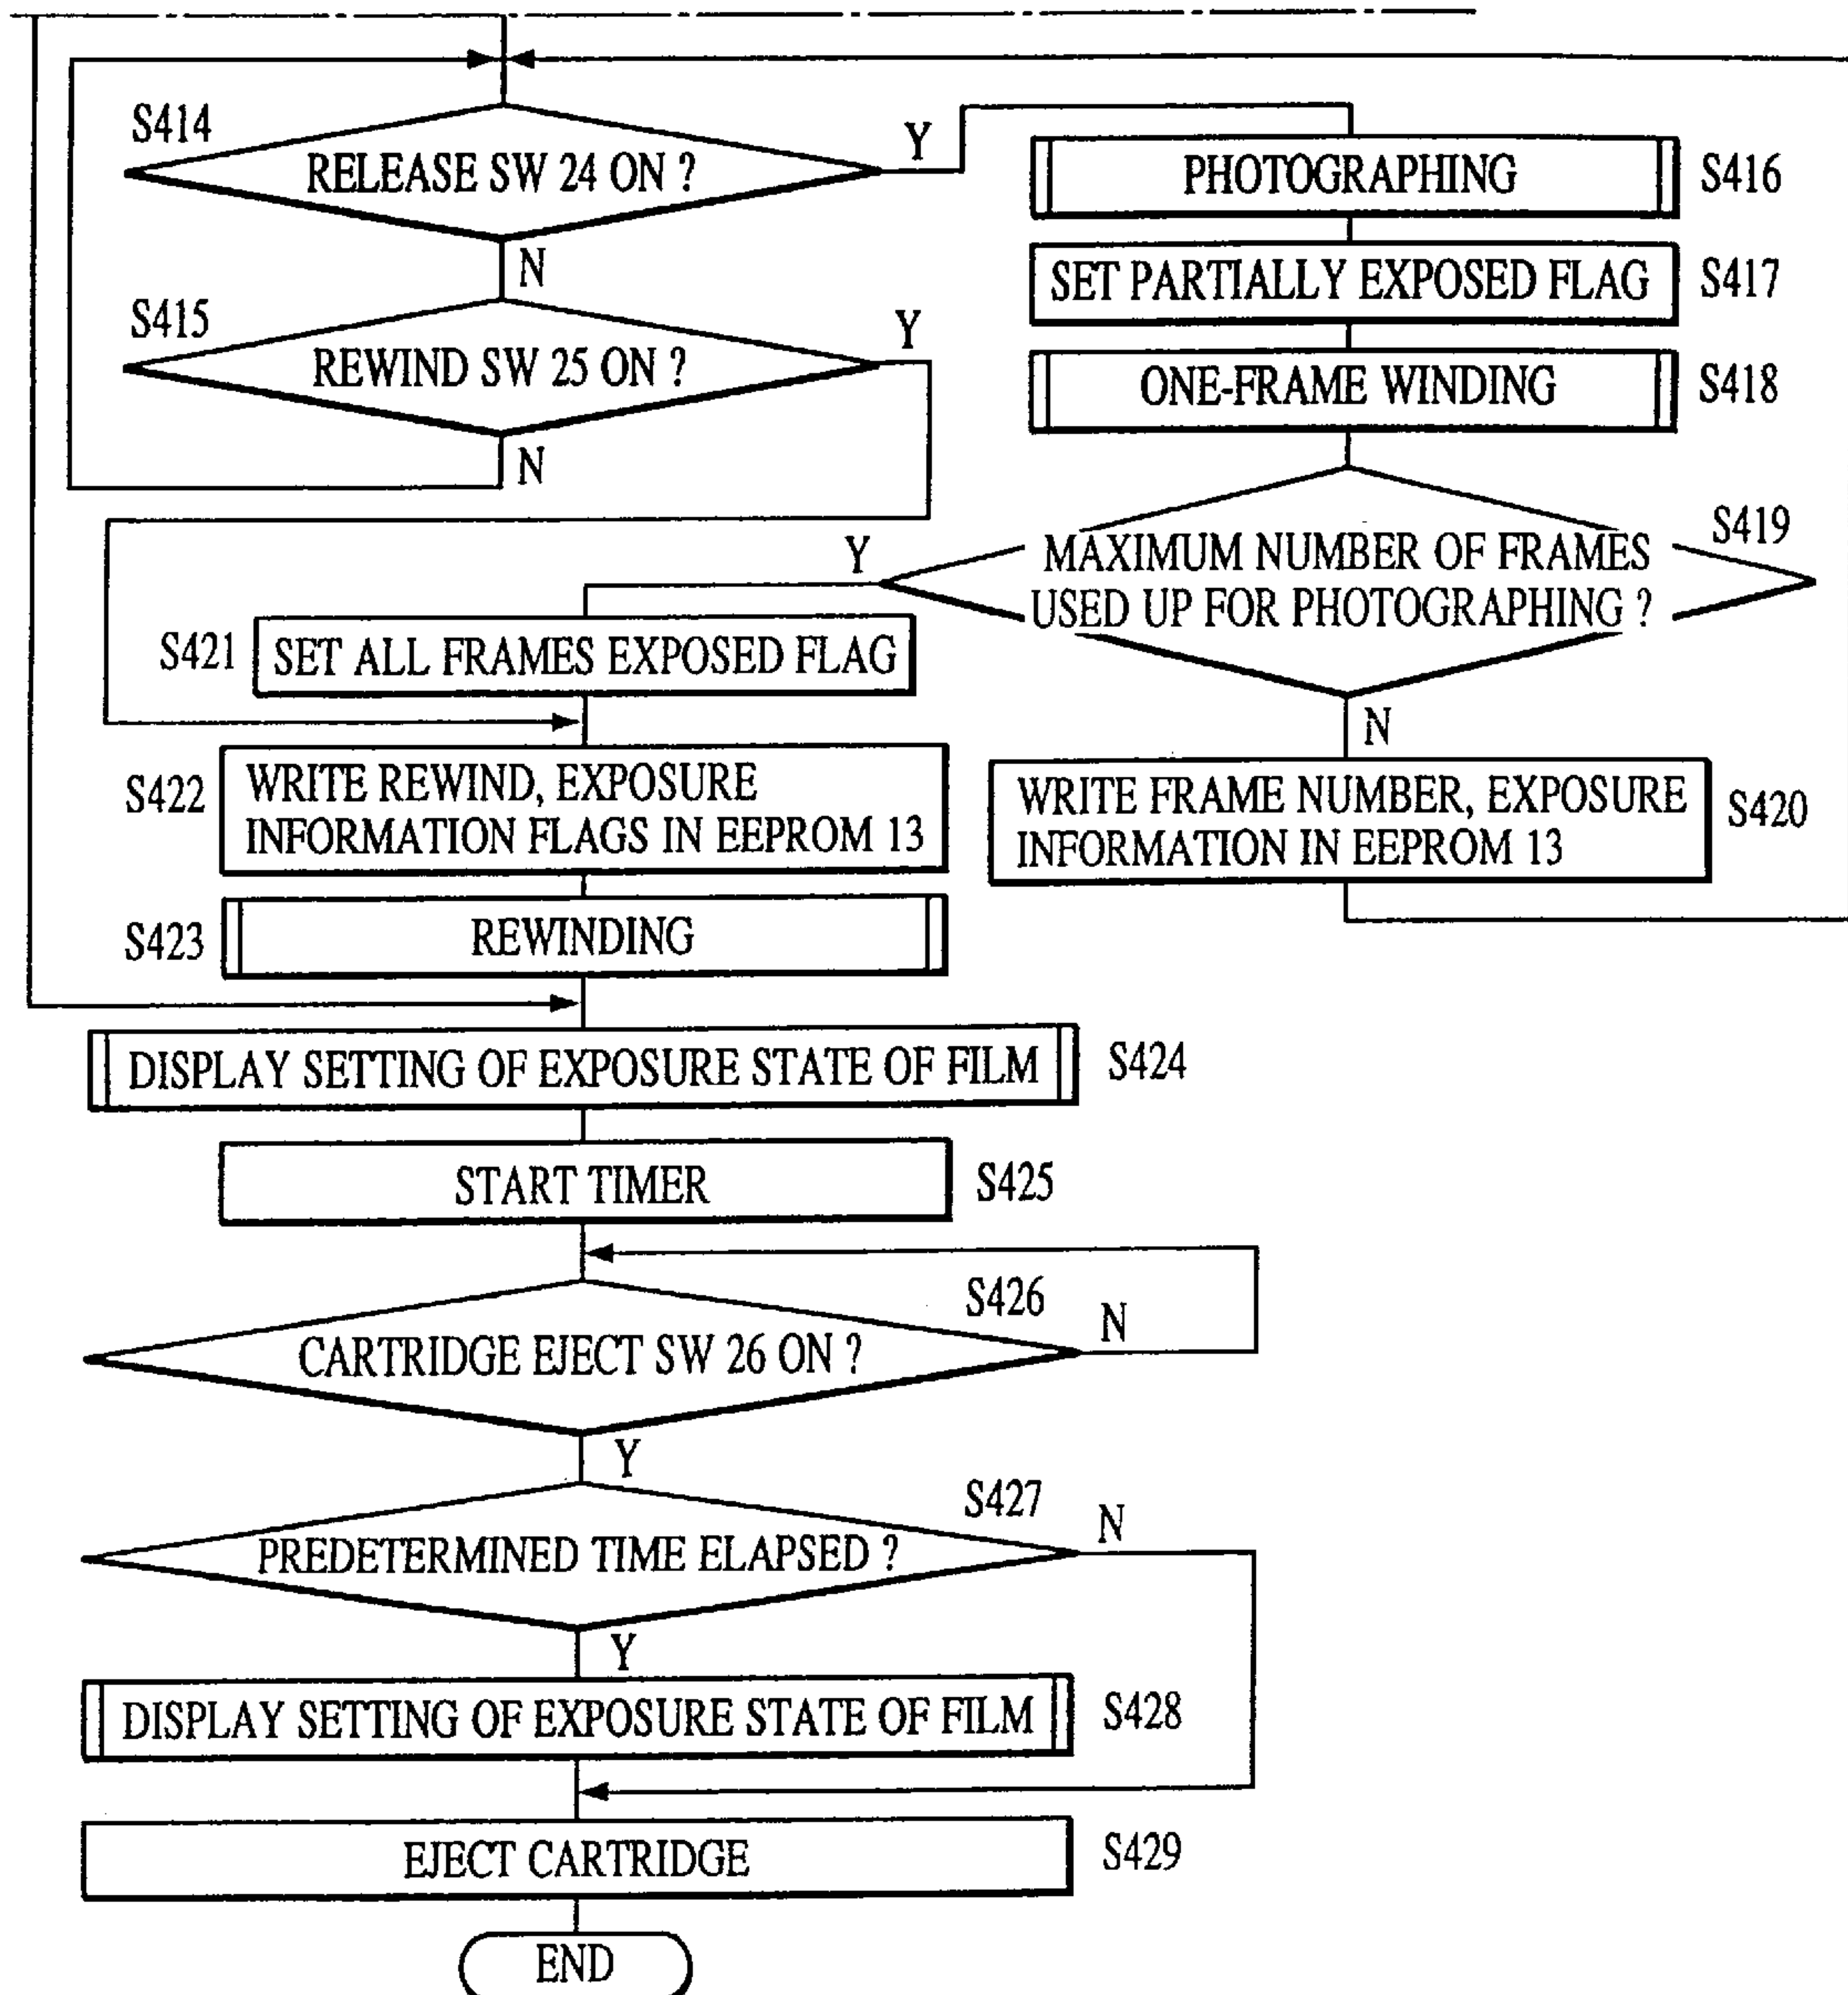 S414
RELEASE SW 24 ON ?
Y
N
PHOTOGRAPHING
S416
SET PARTIALLY EXPOSED FLAG
S417
S415
REWIND SW 25 ON ?
Y
N
ONE-FRAME WINDING
S418
S419
MAXIMUM NUMBER OF FRAMES
USED UP FOR PHOTOGRAPHING ?
Y
N
S421
SET ALL FRAMES EXPOSED FLAG
S422
WRITE REWIND, EXPOSURE
INFORMATION FLAGS IN EEPROM 13
WRITE FRAME NUMBER, EXPOSURE
INFORMATION IN EEPROM 13
S420
S423
REWINDING
DISPLAY SETTING OF EXPOSURE STATE OF FILM
S424
START TIMER
S425
S426
CARTRIDGE EJECT SW 26 ON ?
N
Y
S427
PREDETERMINED TIME ELAPSED ?
N
Y
DISPLAY SETTING OF EXPOSURE STATE OF FILM
S428
EJECT CARTRIDGE
S429
END